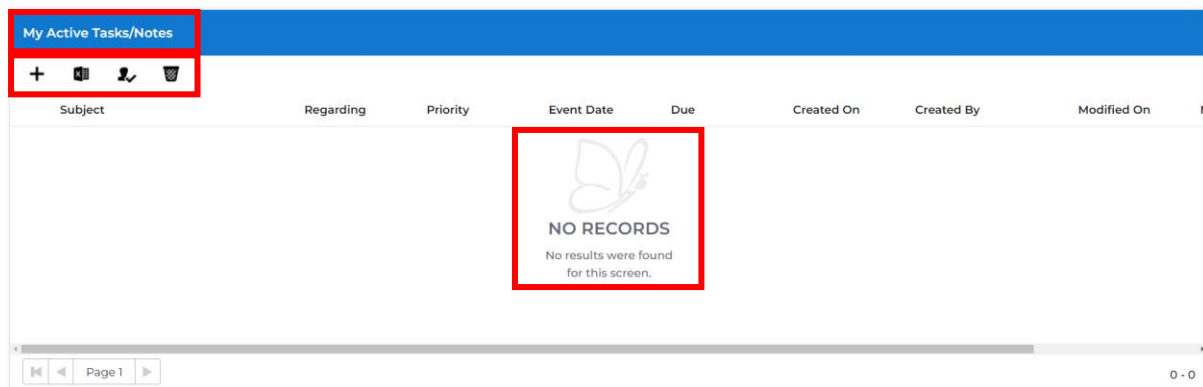 My Active Tasks/Notes
Subject Regarding Priority Event Date Due Created On Created By Modified On
NO RECORDS
No results were found
for this screen.
Page 1
0 - 0